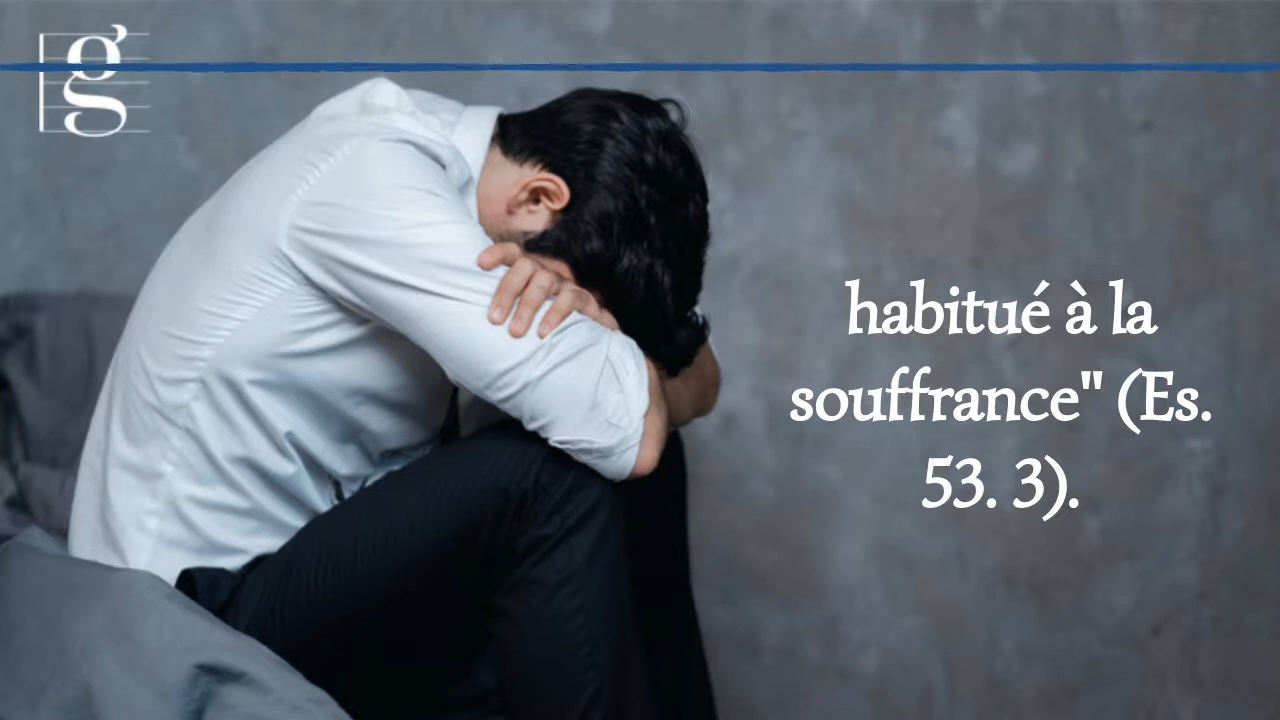 g
habitué à la
souffrance" (Es.
53. 3).